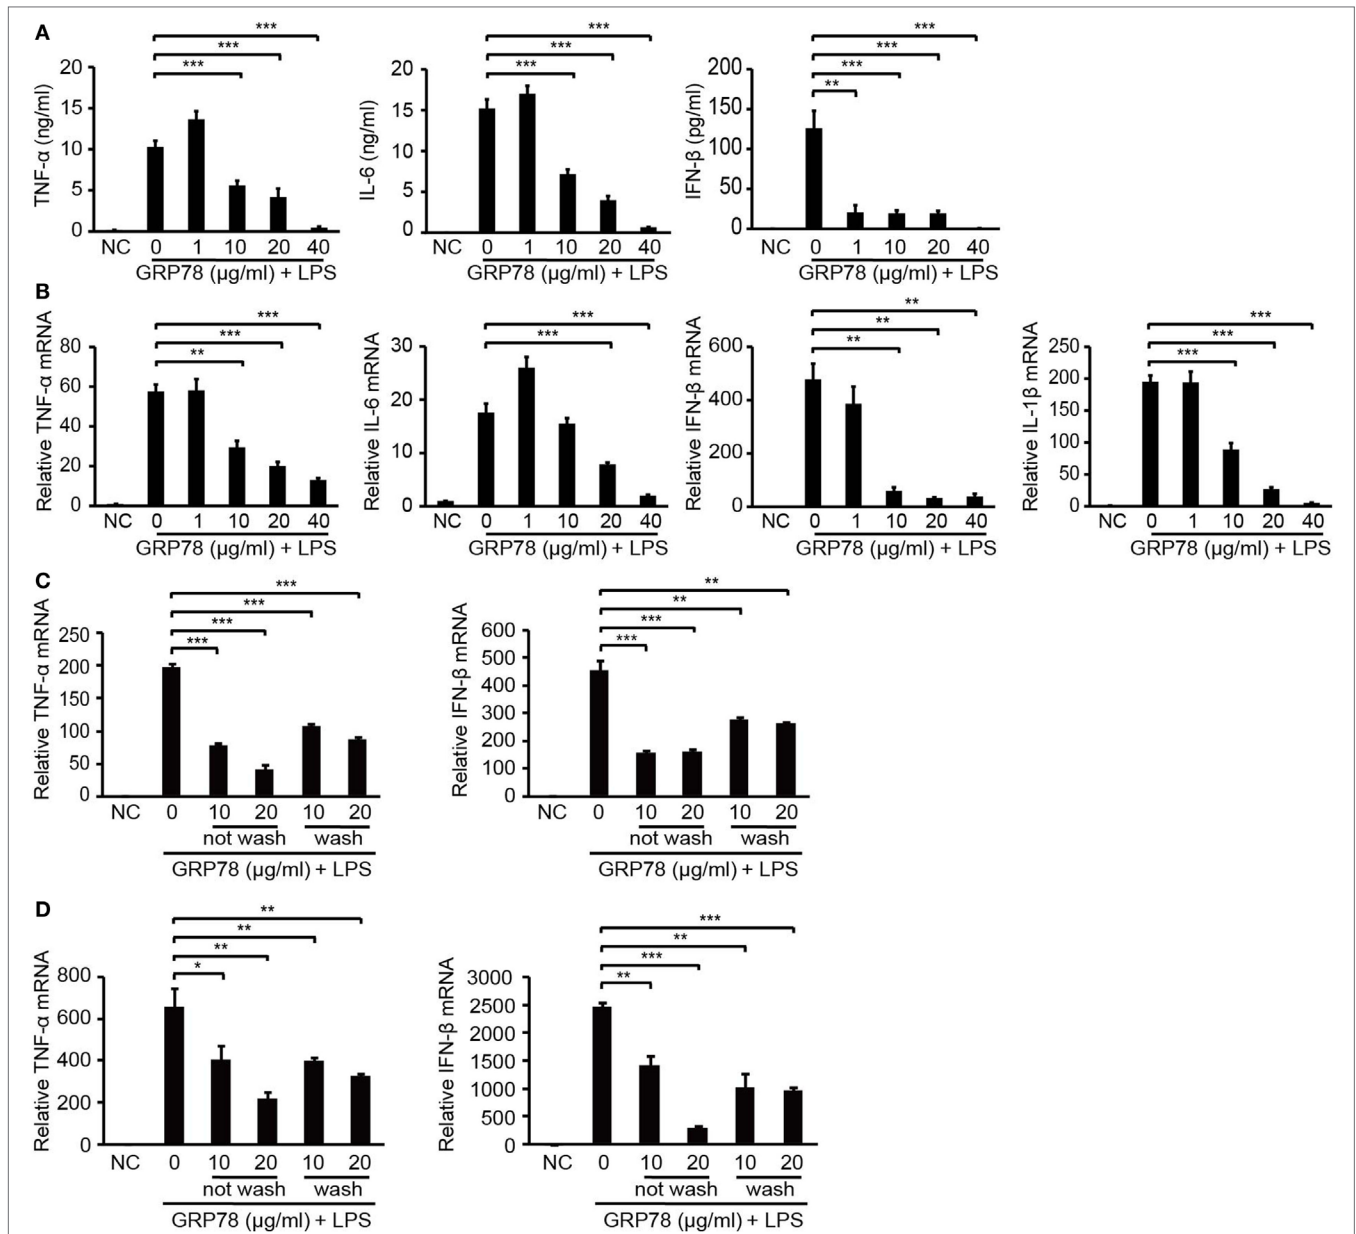 A
*** *** ***
*** *** ***
*** *** *** **
TNF-α (ng/ml)
20
15
10
5
0
NC 0 1 10 20 40
GRP78 (μg/ml) + LPS
IL-6 (ng/ml)
20
15
10
5
0
NC 0 1 10 20 40
GRP78 (μg/ml) + LPS
IFN-β (pg/ml)
200
150
100
50
0
NC 0 1 10 20 40
GRP78 (μg/ml) + LPS
B
***
***
**
Relative TNF-α mRNA
80
60
40
20
0
NC 0 1 10 20 40
GRP78 (μg/ml) + LPS
***
***
Relative IL-6 mRNA
30
20
10
0
NC 0 1 10 20 40
GRP78 (μg/ml) + LPS
**
**
**
Relative IFN-β mRNA
600
400
200
0
NC 0 1 10 20 40
GRP78 (μg/ml) + LPS
***
***
***
Relative IL-1β mRNA
250
200
150
100
50
0
NC 0 1 10 20 40
GRP78 (μg/ml) + LPS
C
***
***
***
***
Relative TNF-α mRNA
250
200
150
100
50
0
NC 0 10 20 10 20
not wash wash
GRP78 (μg/ml) + LPS
**
**
***
***
Relative IFN-β mRNA
600
500
400
300
200
100
0
NC 0 10 20 10 20
not wash wash
GRP78 (μg/ml) + LPS
D
**
**
**
*
Relative TNF-α mRNA
800
600
400
200
0
NC 0 10 20 10 20
not wash wash
GRP78 (μg/ml) + LPS
***
**
***
**
Relative IFN-β mRNA
3000
2500
2000
1500
1000
500
0
NC 0 10 20 10 20
not wash wash
GRP78 (μg/ml) + LPS